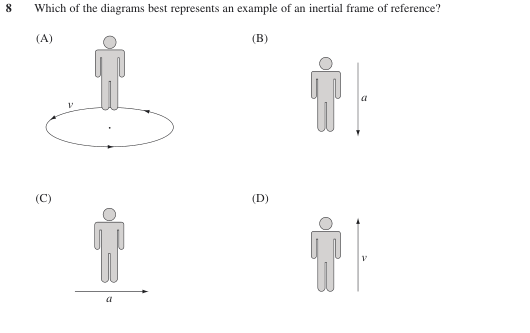 8 Which of the diagrams best represents an example of an inertial frame of reference?
(A) (B)
v
a
(C) (D)
v
a